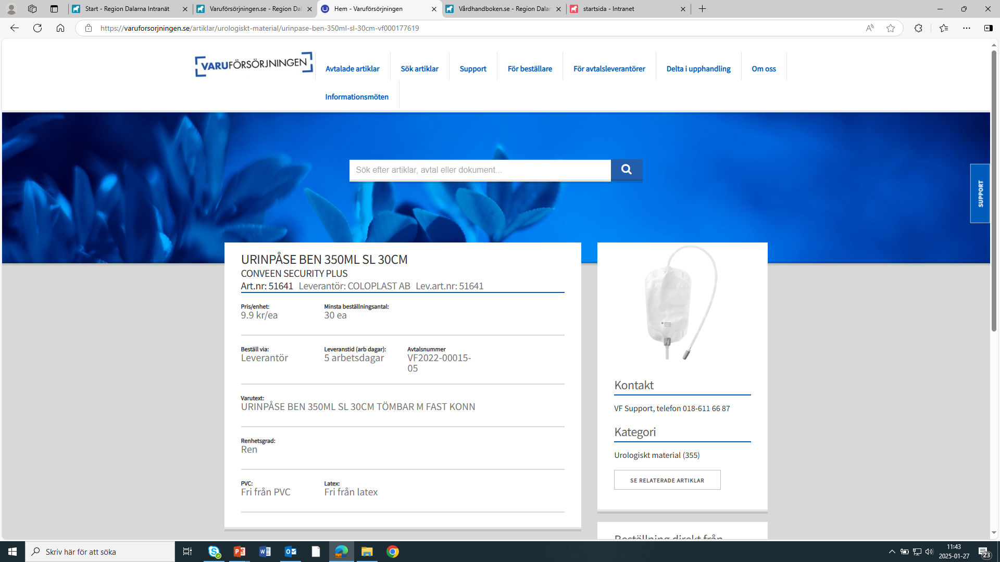 Start - Region Dalarna Intranät
Varuförsörjningen.se - Region Dal
Hem - Varuförsörjningen
Vårdhandboken.se - Region Dalar
startsida - Intranet
https://varuforsorjningen.se/artiklar/urologiskt-material/urinpase-ben-350ml-sl-30cm-vf000177619
VARUFÖRSÖRJNINGEN
Avtalade artiklar
Sök artiklar
Support
För beställare
För avtalsleverantörer
Delta i upphandling
Om oss
Informationsmöten
Sök efter artiklar, avtal eller dokument...
SUPPORT
URINPÅSE BEN 350ML SL 30CM
CONVEEN SECURITY PLUS
Art.nr: 51641 Leverantör: COLOPLAST AB Lev.art.nr: 51641
Pris/enhet: Minsta beställningsantal:
9.9 kr/ea 30 ea
Beställ via: Leveranstid (arb dagar): Avtalsnummer
Leverantör 5 arbetsdagar VF2022-00015-
05
Varutext:
URINPÅSE BEN 350ML SL 30CM TÖMBAR M FAST KONN
Renhetsgrad:
Ren
PVC: Latex:
Fri från PVC Fri från latex
Kontakt
VF Support, telefon 018-611 66 87
Kategori
Urologiskt material (355)
SE RELATERADE ARTIKLAR
Beställning direkt från
Skriv här för att söka
11:43
2025-01-27
23